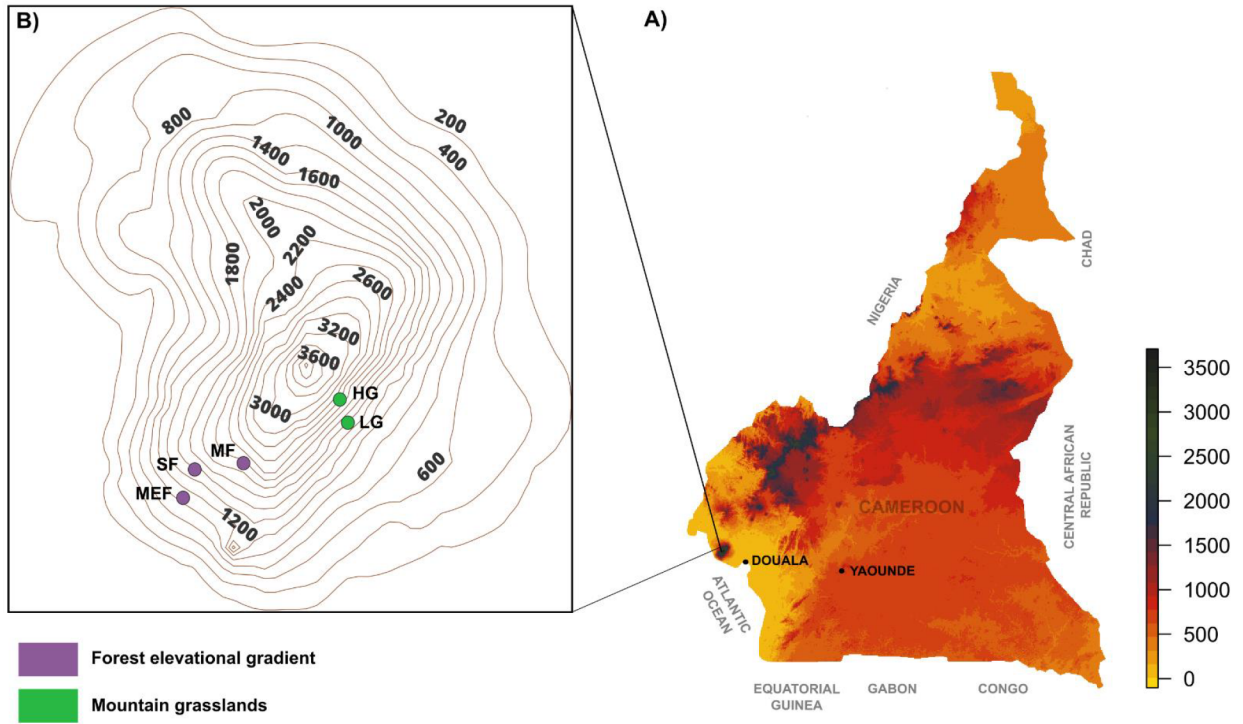 B)
800
200
1000
400
1400
1600
2000
2200
1800
2400
2600
3200
3600
HG
3000
LG
MF
SF
600
MEF
1200
Forest elevational gradient
Mountain grasslands
A)
CHAD
NIGERIA
CAMEROON
CENTRAL AFRICAN
REPUBLIC
DOUALA
YAOUNDE
ATLANTIC
OCEAN
EQUATORIAL
GUINEA
GABON
CONGO
3500
3000
2500
2000
1500
1000
500
0